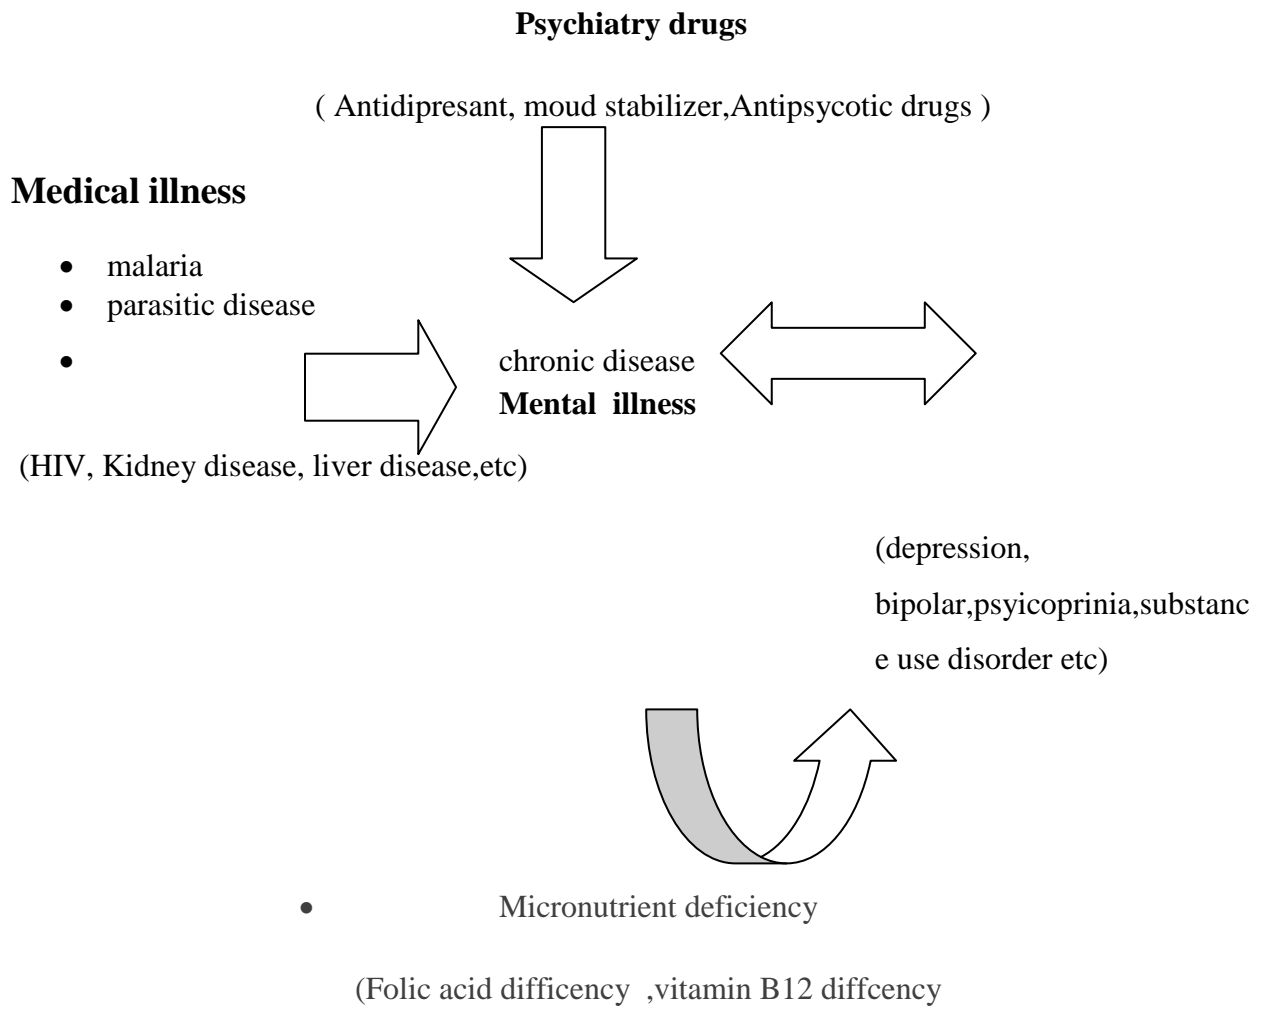 Psychiatry drugs
( Antidipresant, moud stabilizer,Antipsycotic drugs )
Medical illness
• malaria
• parasitic disease
•
chronic disease
Mental illness
(HIV, Kidney disease, liver disease,etc)
(depression,
bipolar,psyicoprinia,substanc
e use disorder etc)
• Micronutrient deficiency
(Folic acid difficency ,vitamin B12 diffcency